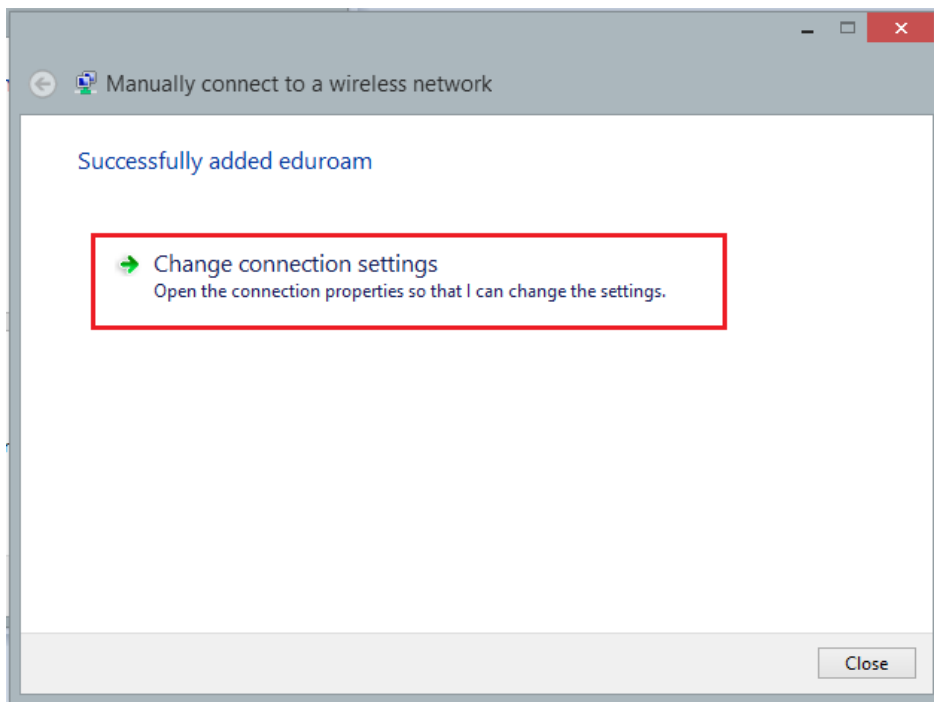 Manually connect to a wireless network
Successfully added eduroam
Change connection settings
Open the connection properties so that I can change the settings.
Close